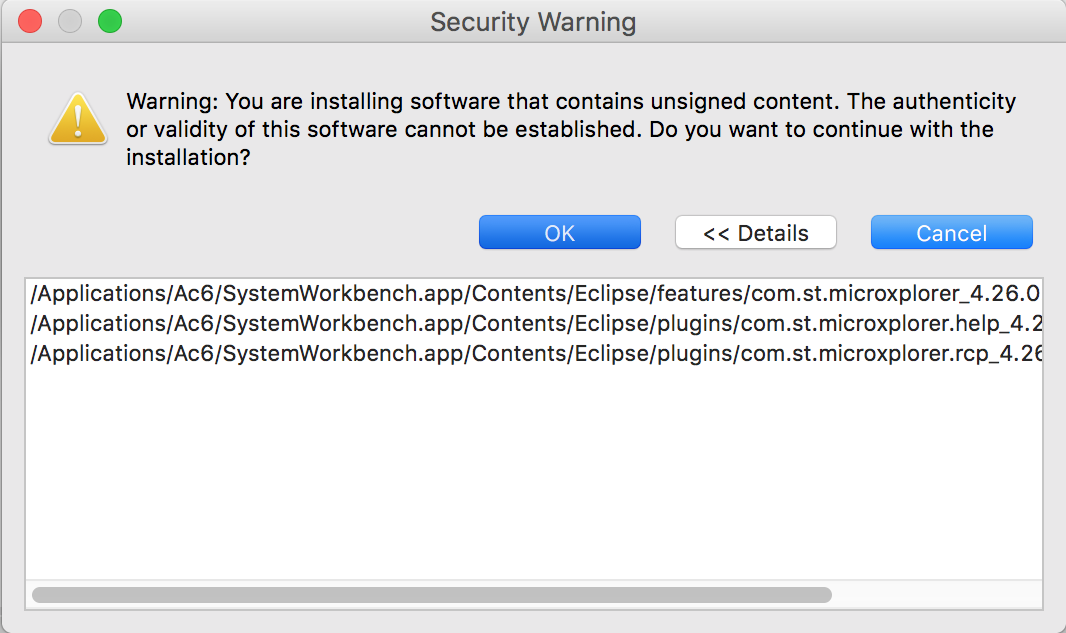 Security Warning
Warning: You are installing software that contains unsigned content. The authenticity
or validity of this software cannot be established. Do you want to continue with the
installation?
OK
<< Details
Cancel
/Applications/Ac6/SystemWorkbench.app/Contents/Eclipse/features/com.st.microxplorer_4.26.0
/Applications/Ac6/SystemWorkbench.app/Contents/Eclipse/plugins/com.st.microxplorer.help_4.2
/Applications/Ac6/SystemWorkbench.app/Contents/Eclipse/plugins/com.st.microxplorer.rcp_4.26